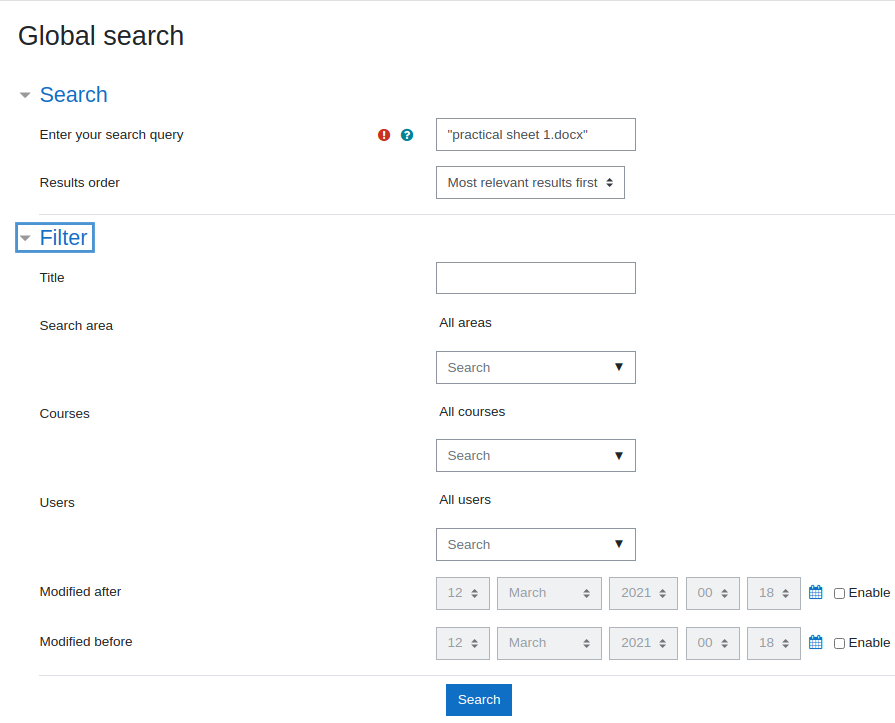 Global search
Search
Enter your search query "practical sheet 1.docx"
Results order Most relevant results first
Filter
Title
Search area All areas
Search
Courses All courses
Search
Users All users
Search
Modified after 12 March 2021 00 18 Enable
Modified before 12 March 2021 00 18 Enable
Search